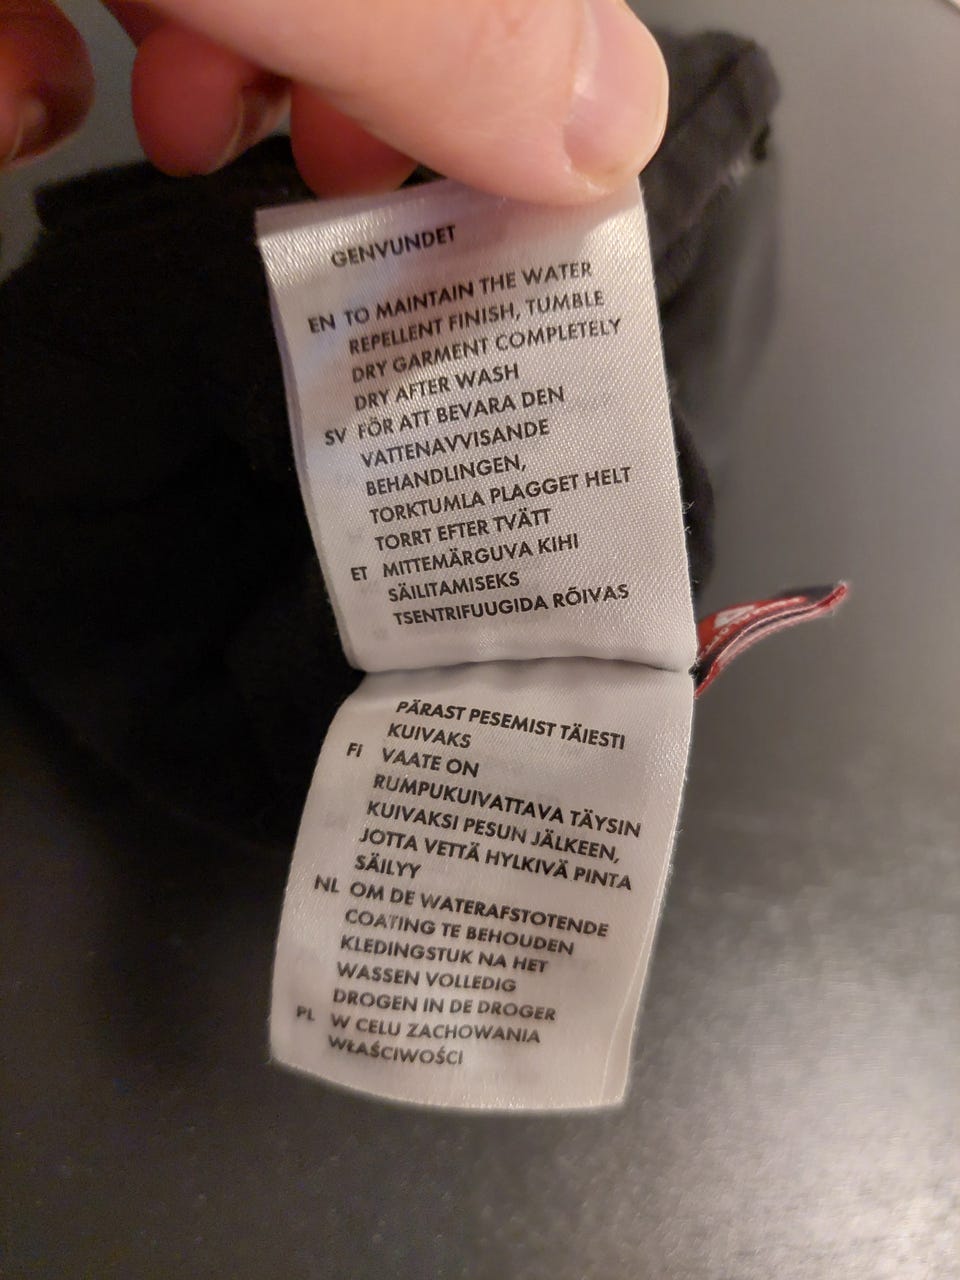 GENVUNDET
EN TO MAINTAIN THE WATER
REPELLENT FINISH, TUMBLE
DRY GARMENT COMPLETELY
DRY AFTER WASH
SV FÖR ATT BEVARA DEN
VATTENAVVISANDE
BEHANDLINGEN,
TORKTUMLA PLAGGET HELT
TORRT EFTER TVÄTT
ET MITTEMÄRGUVA KIHI
SÄILITAMISEKS
TSENTRIFUUGIDA RÕIVAS
PÄRAST PESEMIST TÄIESTI
KUIVAKS
FI VAATE ON
RUMPUKUIVATTAVA TÄYSIN
KUIVAKSI PESUN JÄLKEEN,
JOTTA VETTÄ HYLKIVÄ PINTA
SÄILYY
NL OM DE WATERAFSTOTENDE
COATING TE BEHOUDEN
KLEDINGSTUK NA HET
WASSEN VOLLEDIG
DROGEN IN DE DROGER
PL W CELU ZACHOWANIA
WŁAŚCIWOŚCI